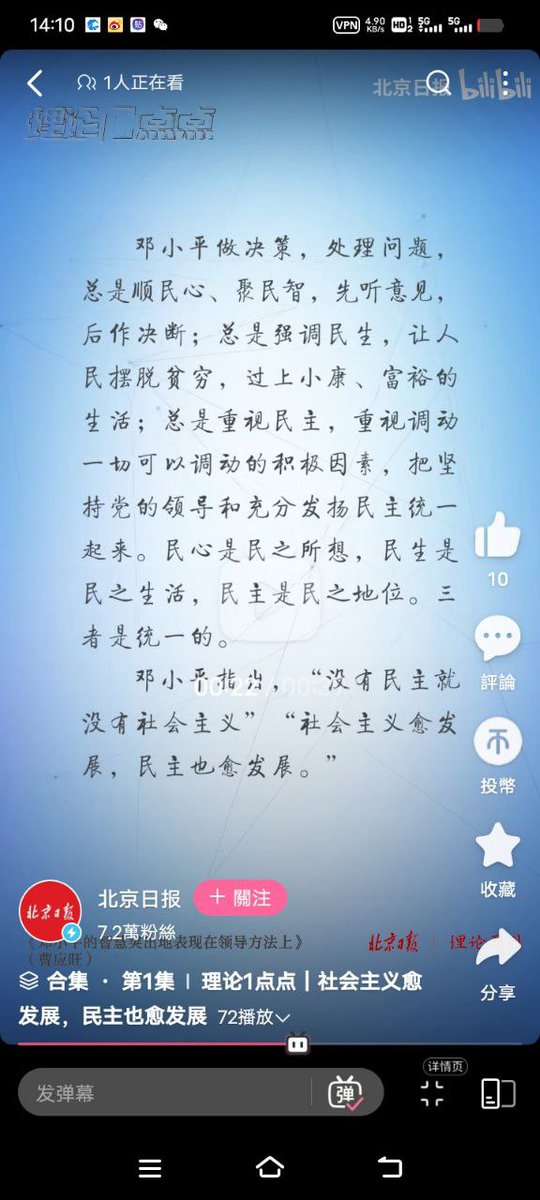 14:10
VPN
4.90
KB/s
HD 1 2
5G
5G
1人正在看
北京日报 bilibili
理论1点点
邓小平做决策，处理问题，
总是顺民心、聚民智，先听意见，
后作决断；总是强调民生，让人
民摆脱贫穷，过上小康、富裕的
生活；总是重视民主，重视调动
一切可以调动的积极因素，把坚
持党的领导和充分发扬民主统一
起来。民心是民之所想，民生是
民之生活，民主是民之地位。三
者是统一的。
邓小平指出，“没有民主就
没有社会主义”“社会主义愈发
展，民主也愈发展。”
10
評論
投幣
收藏
分享
北京日报
北京日报
+ 關注
7.2萬粉絲
《邓小平的智慧突出地表现在领导方法上》
（曹应旺）
北京日报 | 理论
合集 · 第1集 | 理论1点点 | 社会主义愈
发展，民主也愈发展 72播放
发弹幕
弹
详情页